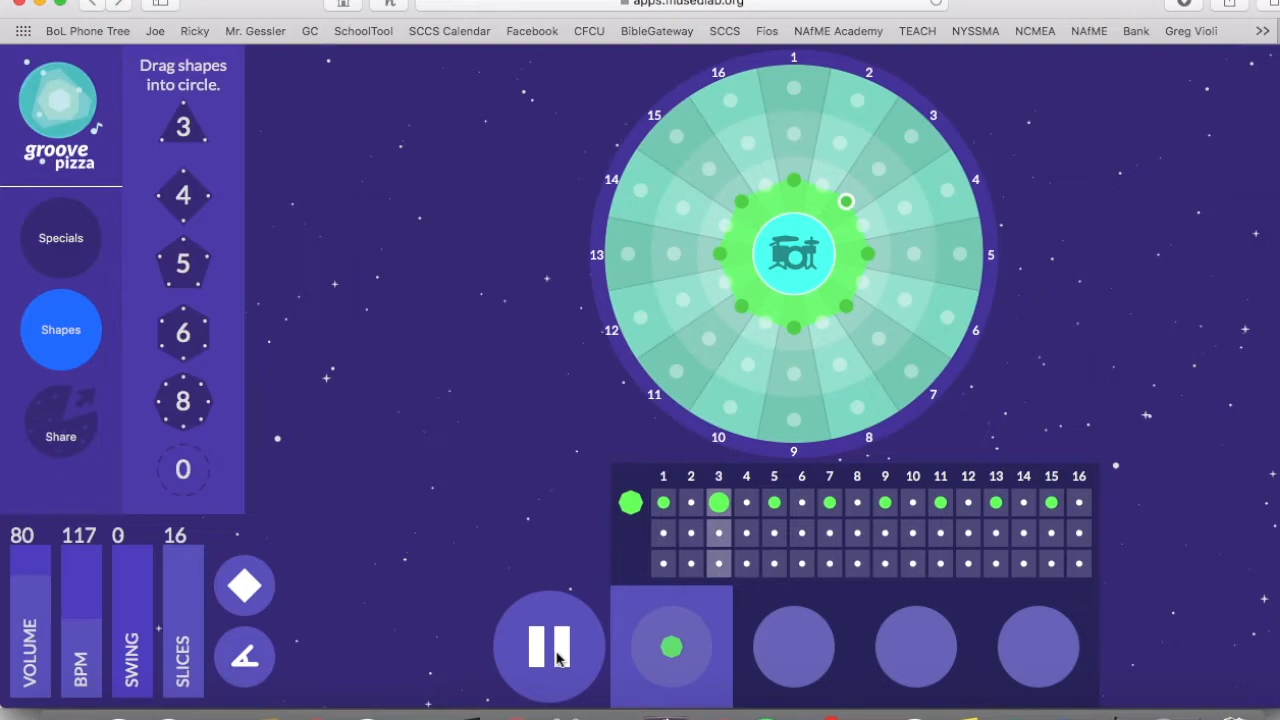 apps.musedlab.org
BoL Phone Tree Joe Ricky Mr. Gessler GC SchoolTool SCCS Calendar Facebook CFCU BibleGateway SCCS Fios NAfME Academy TEACH NYSSMA NCMEA NAfME Bank Greg Violi >>
groove
pizza
Specials
Shapes
Share
Drag shapes
into circle.
3
4
5
6
8
0
1
2
3
4
5
6
7
8
9
10
11
12
13
14
15
16
1 2 3 4 5 6 7 8 9 10 11 12 13 14 15 16
80 117 0 16
VOLUME BPM SWING SLICES